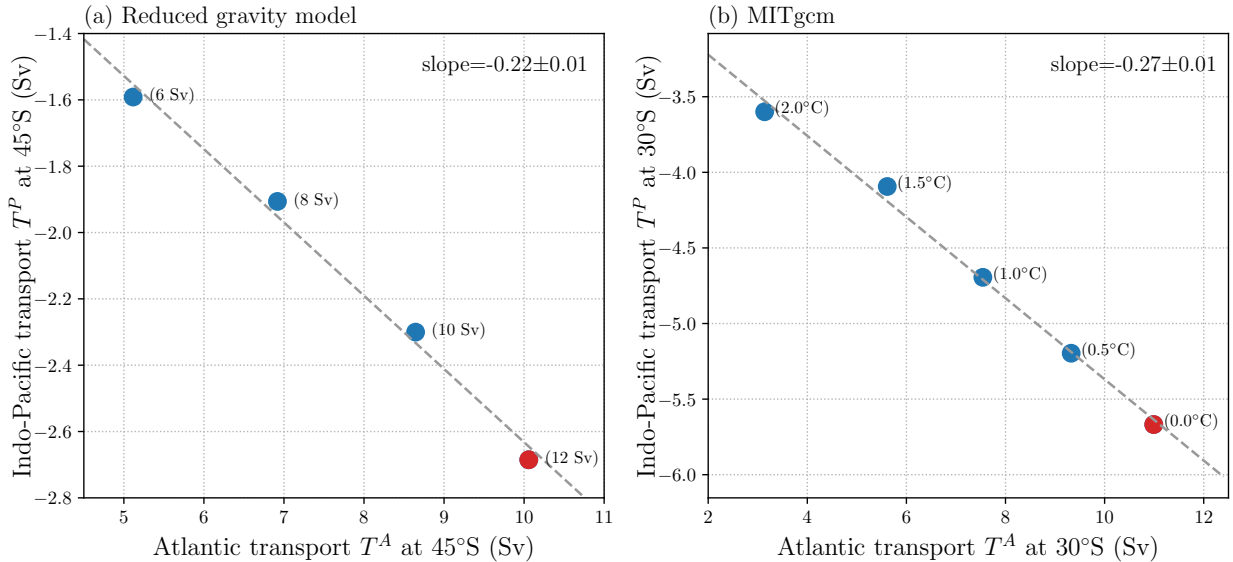 (a) Reduced gravity model
slope=-0.22±0.01
(6 Sv)
(8 Sv)
(10 Sv)
(12 Sv)
−1.4
−1.6
−1.8
−2.0
−2.2
−2.4
−2.6
−2.8
Indo-Pacific transport T^P at 45°S (Sv)
5 6 7 8 9 10 11
Atlantic transport T^A at 45°S (Sv)
(b) MITgcm
slope=-0.27±0.01
(2.0°C)
(1.5°C)
(1.0°C)
(0.5°C)
(0.0°C)
−3.5
−4.0
−4.5
−5.0
−5.5
−6.0
Indo-Pacific transport T^P at 30°S (Sv)
2 4 6 8 10 12
Atlantic transport T^A at 30°S (Sv)